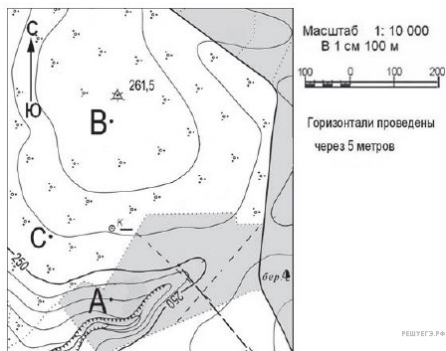 С
Ю
261,5
В
К
С
250
А
250
бер.
Масштаб 1: 10 000
В 1 см 100 м
100 0 100 200
Горизонтали проведены
через 5 метров
РЕШУЕГЭ.РФ